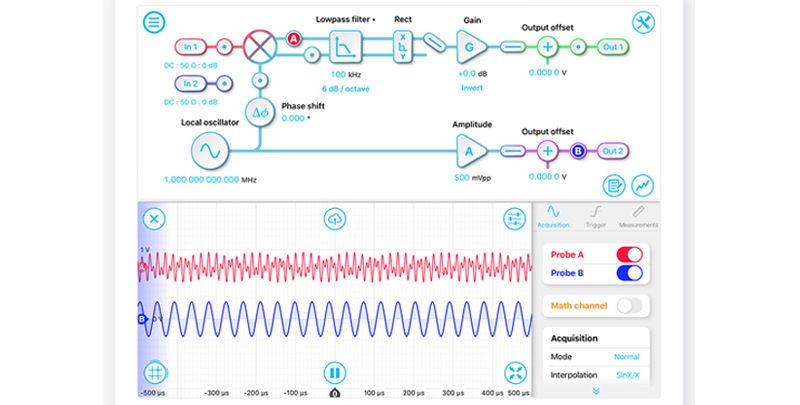 Lowpass filter • Rect Gain Output offset
In 1 A X Y G Out 1
DC : 50 Ω : 0 dB
100 kHz +0.0 dB 0.000 0 V
In 2
6 dB / octave Invert
DC : 50 Ω : 0 dB
Δϕ Phase shift
0.000 °
Local oscillator Amplitude Output offset
A B Out 2
1.000 000 000 000 MHz 500 mVpp 0.000 0 V
Acquisition Trigger Measurements
1 V
A
B 0 V
Probe A
Probe B
Math channel
Acquisition
Mode Normal
Interpolation SinX/X
-500 µs -300 µs -200 µs -100 µs 0 100 µs 200 µs 300 µs 400 µs 500 µs